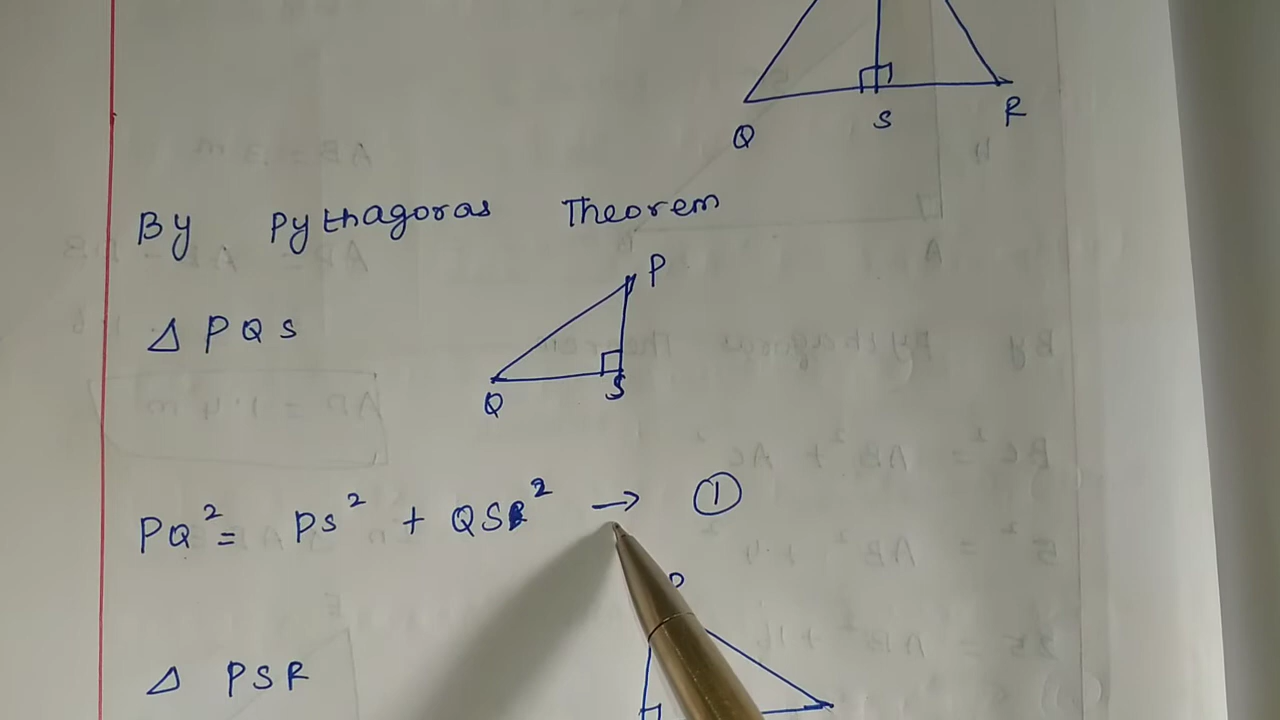 Q S R
By Pythagoras Theorem
P
Δ PQS
Q S
PQ² = PS² + QS² → ①
Δ PSR